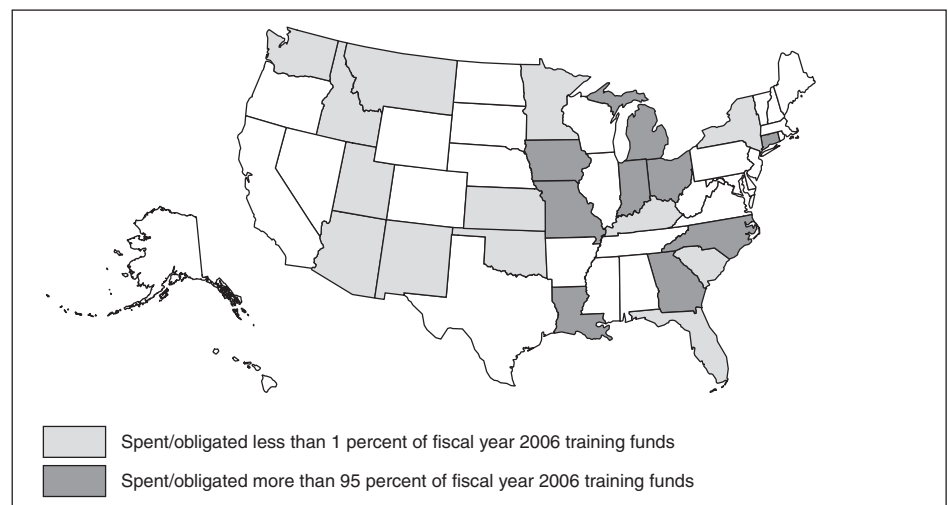 Spent/obligated less than 1 percent of fiscal year 2006 training funds
Spent/obligated more than 95 percent of fiscal year 2006 training funds